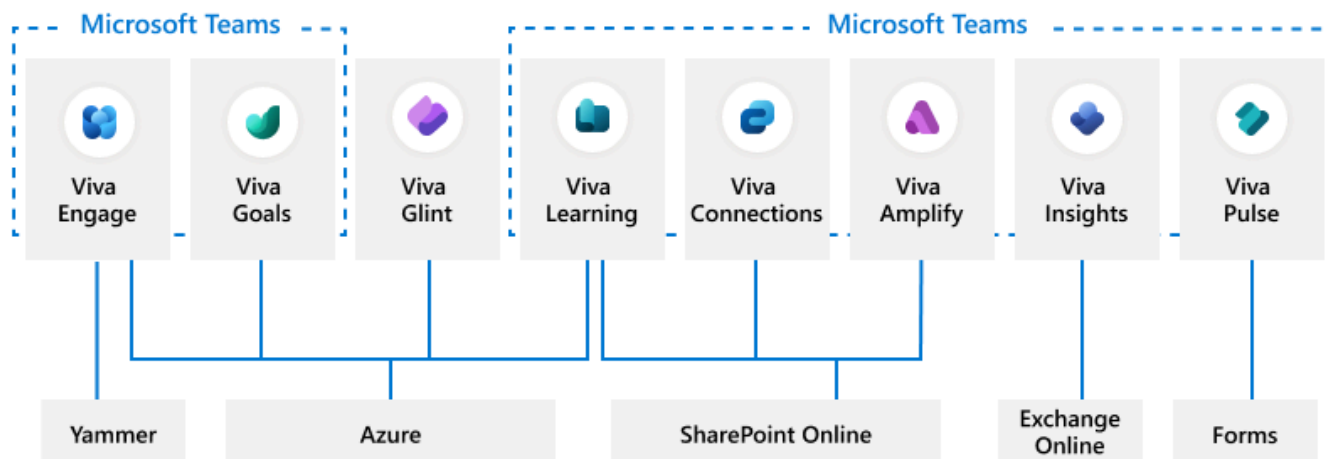 Microsoft Teams
Microsoft Teams
Viva
Engage
Viva
Goals
Viva
Glint
Viva
Learning
Viva
Connections
Viva
Amplify
Viva
Insights
Viva
Pulse
Yammer
Azure
SharePoint Online
Exchange
Online
Forms